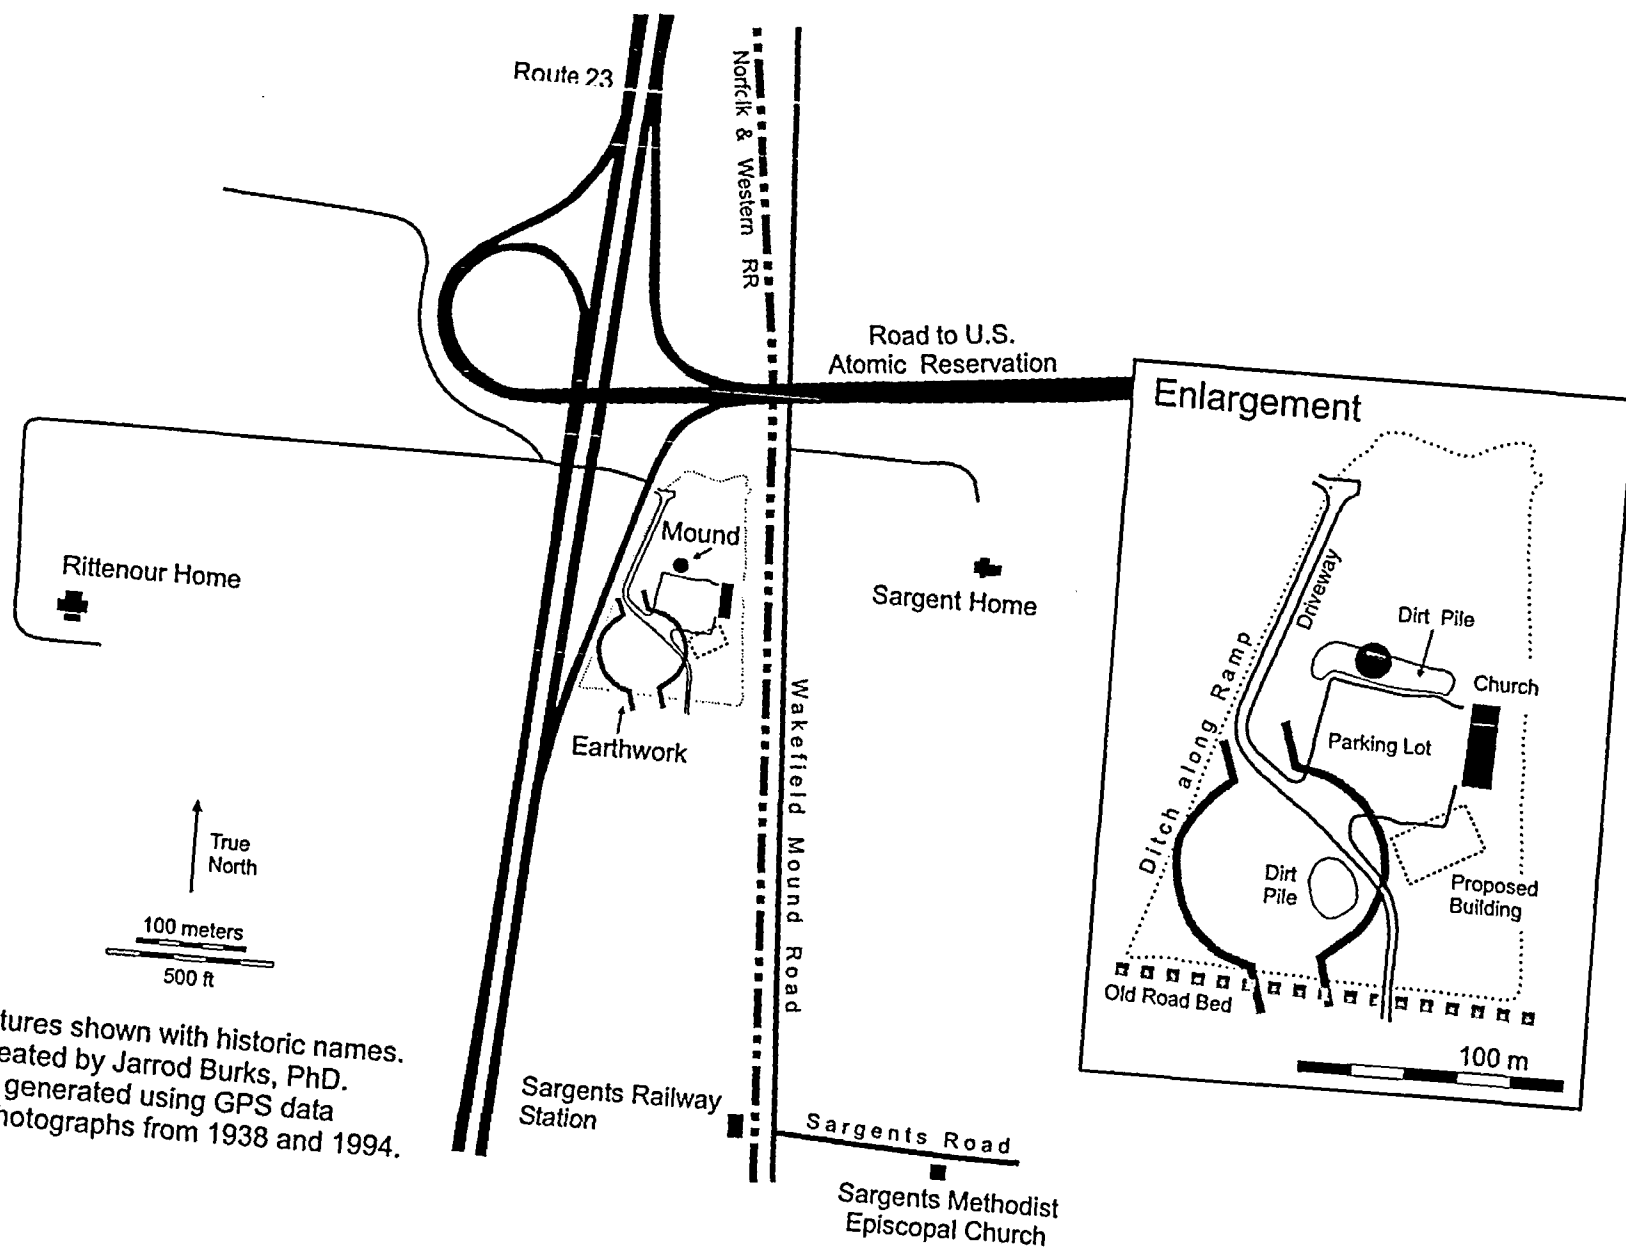 Route 23
Norfolk & Western RR
Road to U.S.
Atomic Reservation
Enlargement
Mound
Rittenour Home
Sargent Home
Earthwork
Wakefield Mound Road
True
North
100 meters
500 ft
Driveway
Dirt Pile
Church
Ditch along Ramp
Parking Lot
Dirt
Pile
Proposed
Building
Old Road Bed
100 m
tures shown with historic names.
eated by Jarrod Burks, PhD.
generated using GPS data
hotographs from 1938 and 1994.
Sargents Railway
Station
Sargents Road
Sargents Methodist
Episcopal Church